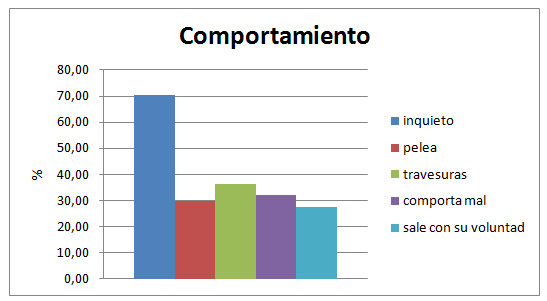 Comportamiento
80,00
70,00
60,00
50,00
40,00
30,00
20,00
10,00
0,00
%
inquieto
pelea
travesuras
comporta mal
sale con su voluntad